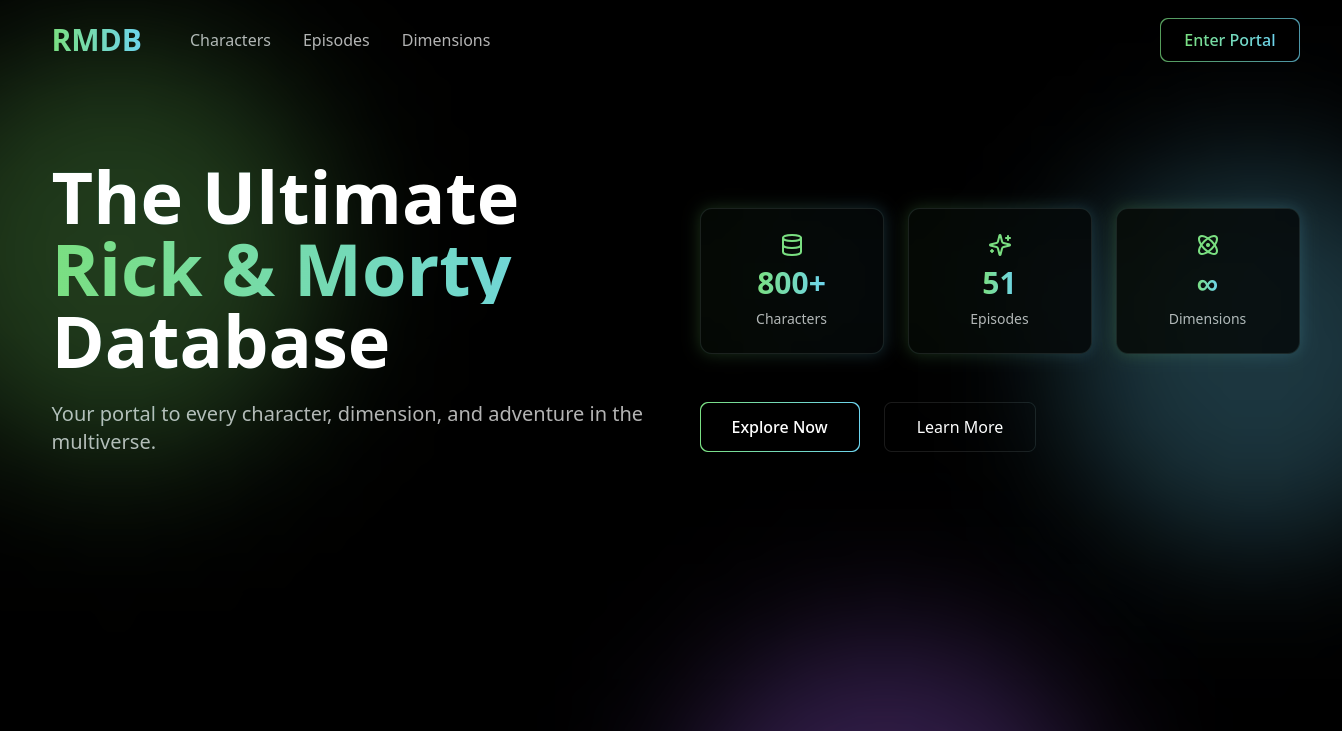 RMDB
Characters
Episodes
Dimensions
Enter Portal
The Ultimate
Rick & Morty
Database
Your portal to every character, dimension, and adventure in the
multiverse.
800+
Characters
51
Episodes
∞
Dimensions
Explore Now
Learn More